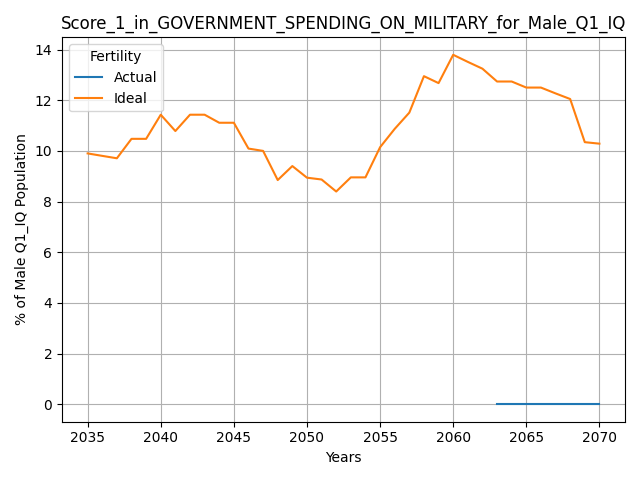 Score_1_in_GOVERNMENT_SPENDING_ON_MILITARY_for_Male_Q1_IQ
Fertility
Actual
Ideal
% of Male Q1_IQ Population
14
12
10
8
6
4
2
0
2035 2040 2045 2050 2055 2060 2065 2070
Years